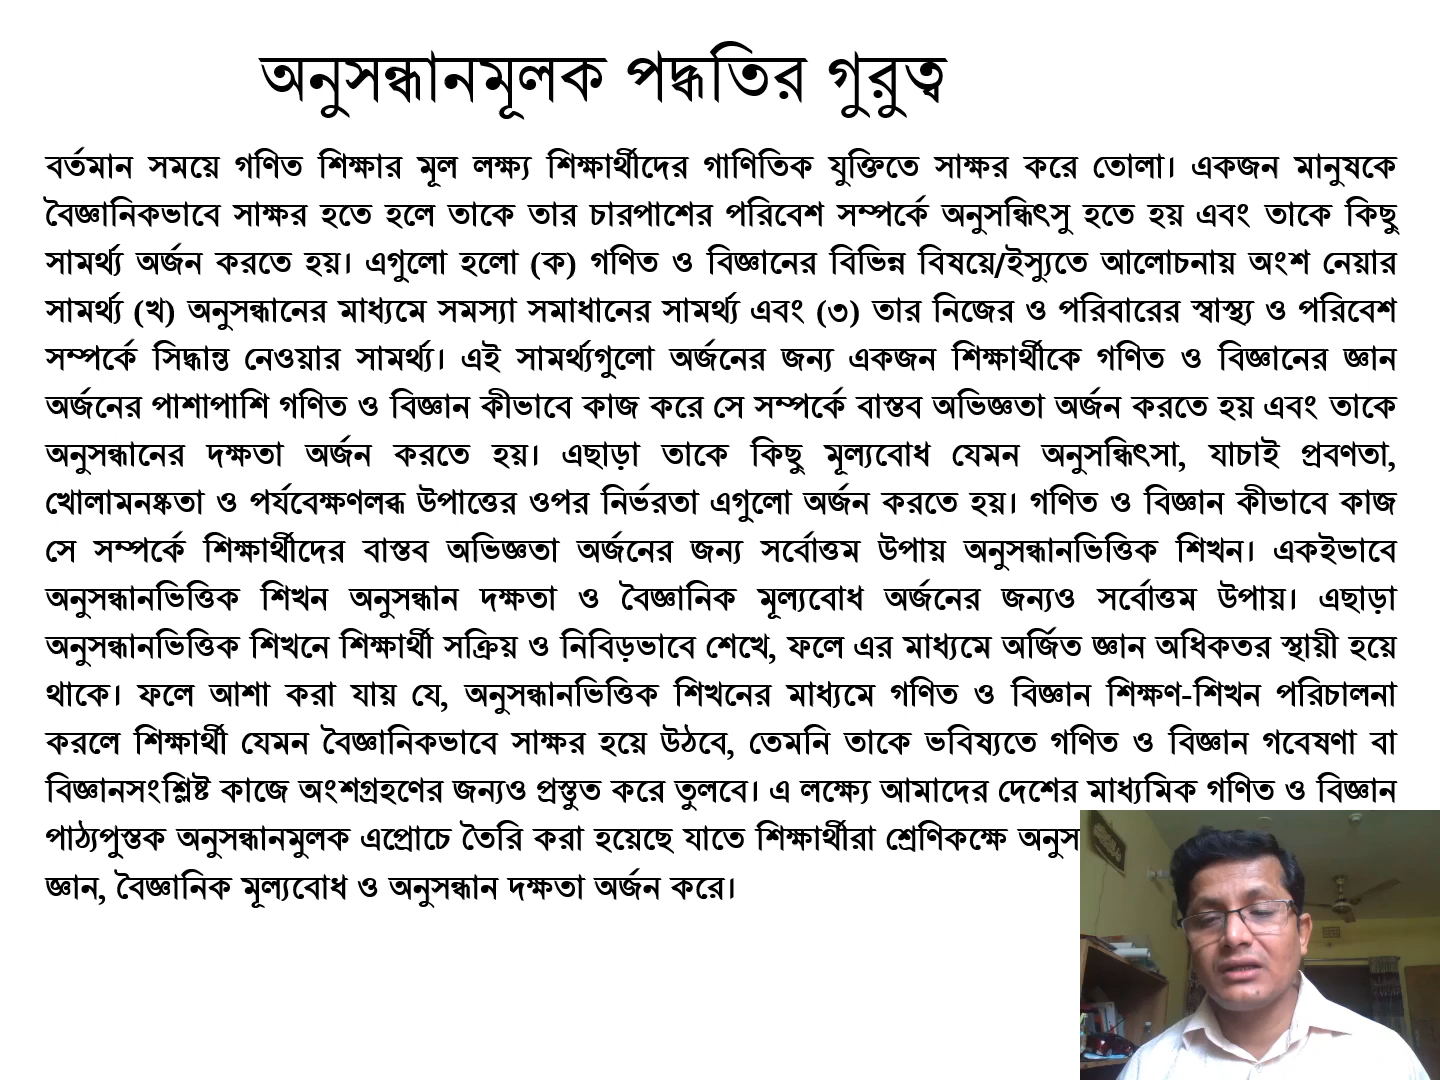 অনুসন্ধানমূলক পদ্ধতির গুরুত্ব
বর্তমান সময়ে গণিত শিক্ষার মূল লক্ষ্য শিক্ষার্থীদের গাণিতিক যুক্তিতে সাক্ষর করে তোলা। একজন মানুষকে
বৈজ্ঞানিকভাবে সাক্ষর হতে হলে তাকে তার চারপাশের পরিবেশ সম্পর্কে অনুসন্ধিৎসু হতে হয় এবং তাকে কিছু
সামর্থ্য অর্জন করতে হয়। এগুলো হলো (ক) গণিত ও বিজ্ঞানের বিভিন্ন বিষয়ে/ইস্যুতে আলোচনায় অংশ নেয়ার
সামর্থ্য (খ) অনুসন্ধানের মাধ্যমে সমস্যা সমাধানের সামর্থ্য এবং (৩) তার নিজের ও পরিবারের স্বাস্থ্য ও পরিবেশ
সম্পর্কে সিদ্ধান্ত নেওয়ার সামর্থ্য। এই সামর্থ্যগুলো অর্জনের জন্য একজন শিক্ষার্থীকে গণিত ও বিজ্ঞানের জ্ঞান
অর্জনের পাশাপাশি গণিত ও বিজ্ঞান কীভাবে কাজ করে সে সম্পর্কে বাস্তব অভিজ্ঞতা অর্জন করতে হয় এবং তাকে
অনুসন্ধানের দক্ষতা অর্জন করতে হয়। এছাড়া তাকে কিছু মূল্যবোধ যেমন অনুসন্ধিৎসা, যাচাই প্রবণতা,
খোলামনষ্কতা ও পর্যবেক্ষণলব্ধ উপাত্তের ওপর নির্ভরতা এগুলো অর্জন করতে হয়। গণিত ও বিজ্ঞান কীভাবে কাজ
সে সম্পর্কে শিক্ষার্থীদের বাস্তব অভিজ্ঞতা অর্জনের জন্য সর্বোত্তম উপায় অনুসন্ধানভিত্তিক শিখন। একইভাবে
অনুসন্ধানভিত্তিক শিখন অনুসন্ধান দক্ষতা ও বৈজ্ঞানিক মূল্যবোধ অর্জনের জন্যও সর্বোত্তম উপায়। এছাড়া
অনুসন্ধানভিত্তিক শিখনে শিক্ষার্থী সক্রিয় ও নিবিড়ভাবে শেখে, ফলে এর মাধ্যমে অর্জিত জ্ঞান অধিকতর স্থায়ী হয়ে
থাকে। ফলে আশা করা যায় যে, অনুসন্ধানভিত্তিক শিখনের মাধ্যমে গণিত ও বিজ্ঞান শিক্ষণ-শিখন পরিচালনা
করলে শিক্ষার্থী যেমন বৈজ্ঞানিকভাবে সাক্ষর হয়ে উঠবে, তেমনি তাকে ভবিষ্যতে গণিত ও বিজ্ঞান গবেষণা বা
বিজ্ঞানসংশ্লিষ্ট কাজে অংশগ্রহণের জন্যও প্রস্তুত করে তুলবে। এ লক্ষ্যে আমাদের দেশের মাধ্যমিক গণিত ও বিজ্ঞান
পাঠ্যপুস্তক অনুসন্ধানমুলক এপ্রোচে তৈরি করা হয়েছে যাতে শিক্ষার্থীরা শ্রেণিকক্ষে
জ্ঞান, বৈজ্ঞানিক মূল্যবোধ ও অনুসন্ধান দক্ষতা অর্জন করে।